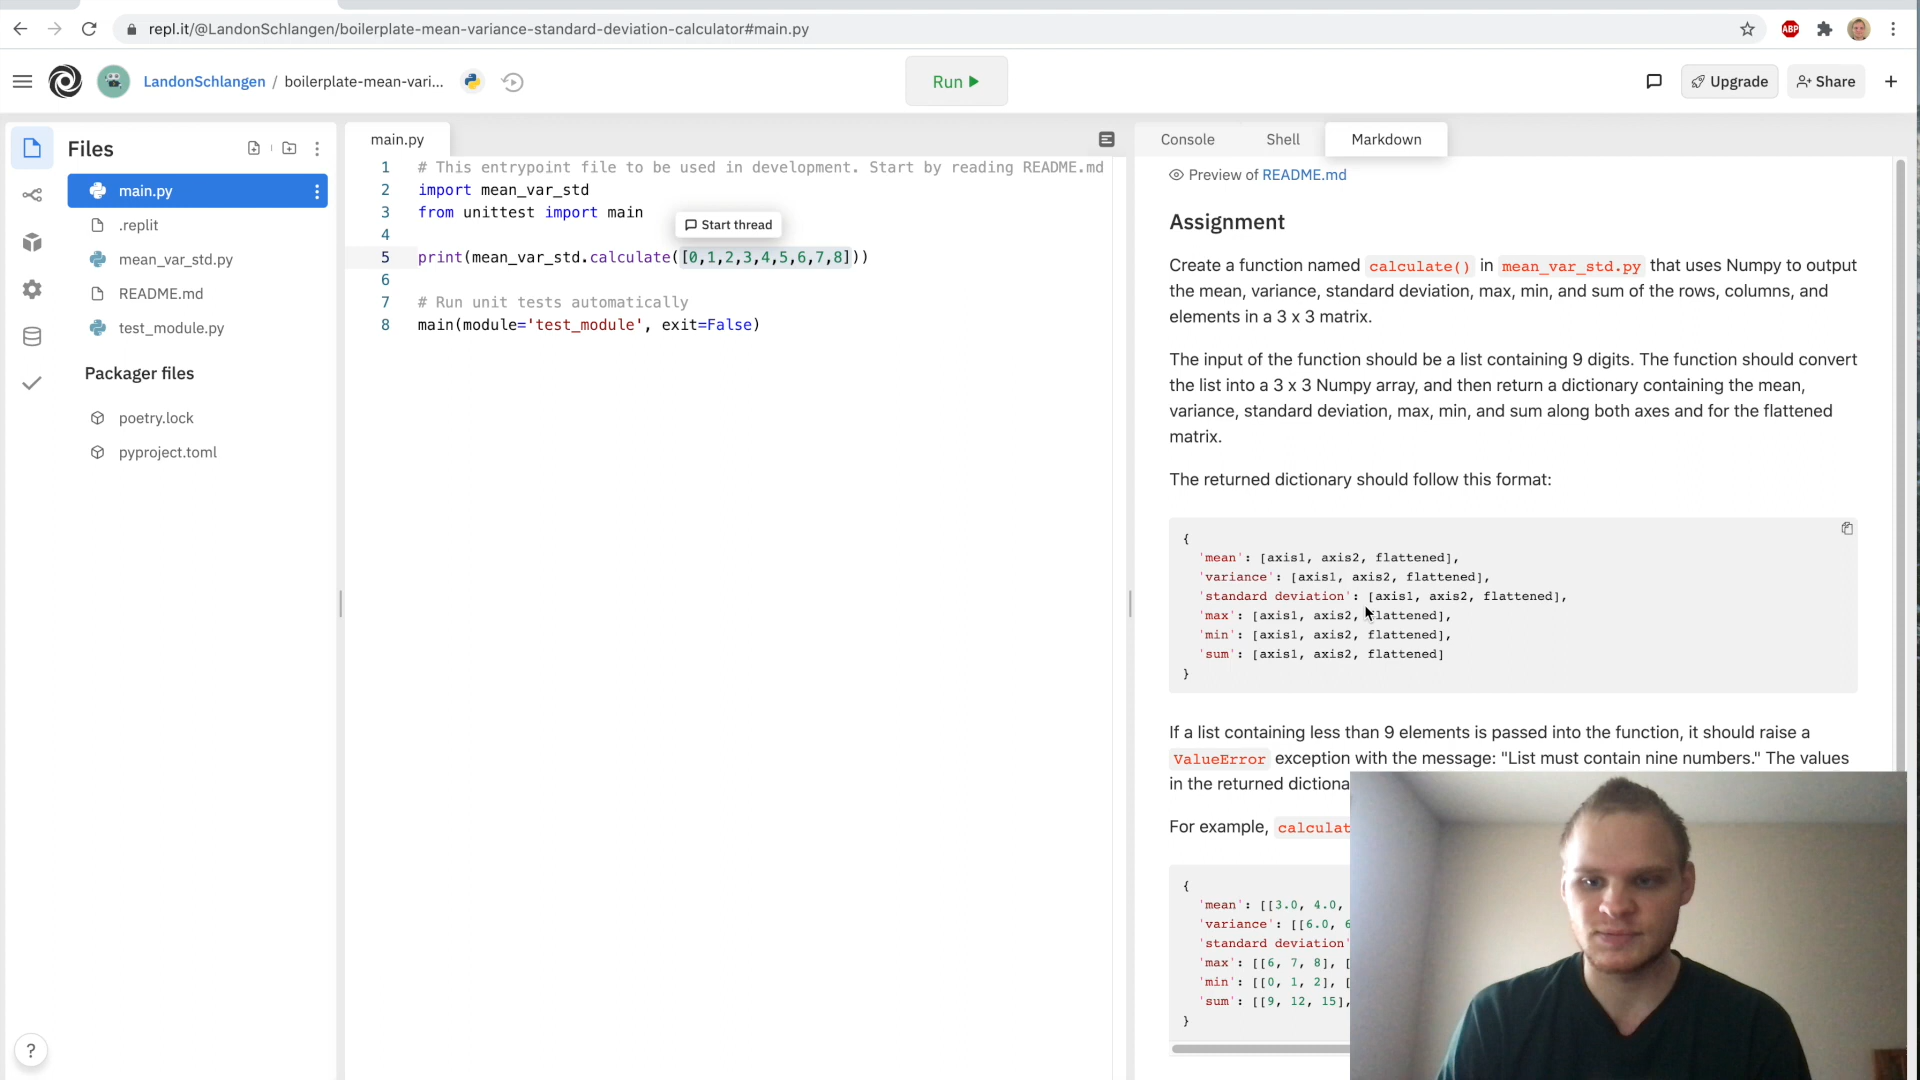 repl.it/@LandonSchlangen/boilerplate-mean-variance-standard-deviation-calculator#main.py
ABP
LandonSchlangen / boilerplate-mean-vari...
Run
Upgrade
Share
+
Files
main.py
.replit
mean_var_std.py
README.md
test_module.py
Packager files
poetry.lock
pyproject.toml
?
main.py
1 # This entrypoint file to be used in development. Start by reading README.md
2 import mean_var_std
3 from unittest import main
Start thread
4
5 print(mean_var_std.calculate([0,1,2,3,4,5,6,7,8]))
6
7 # Run unit tests automatically
8 main(module='test_module', exit=False)
Console Shell Markdown
Preview of README.md
Assignment
Create a function named calculate() in mean_var_std.py that uses Numpy to output
the mean, variance, standard deviation, max, min, and sum of the rows, columns, and
elements in a 3 x 3 matrix.
The input of the function should be a list containing 9 digits. The function should convert
the list into a 3 x 3 Numpy array, and then return a dictionary containing the mean,
variance, standard deviation, max, min, and sum along both axes and for the flattened
matrix.
The returned dictionary should follow this format:
{
'mean': [axis1, axis2, flattened],
'variance': [axis1, axis2, flattened],
'standard deviation': [axis1, axis2, flattened],
'max': [axis1, axis2, flattened],
'min': [axis1, axis2, flattened],
'sum': [axis1, axis2, flattened]
}
If a list containing less than 9 elements is passed into the function, it should raise a
ValueError exception with the message: "List must contain nine numbers." The values
in the returned dictiona
For example, calculat
{
'mean': [[3.0, 4.0,
'variance': [[6.0, 6
'standard deviation'
'max': [[6, 7, 8], [
'min': [[0, 1, 2], [
'sum': [[9, 12, 15],
}